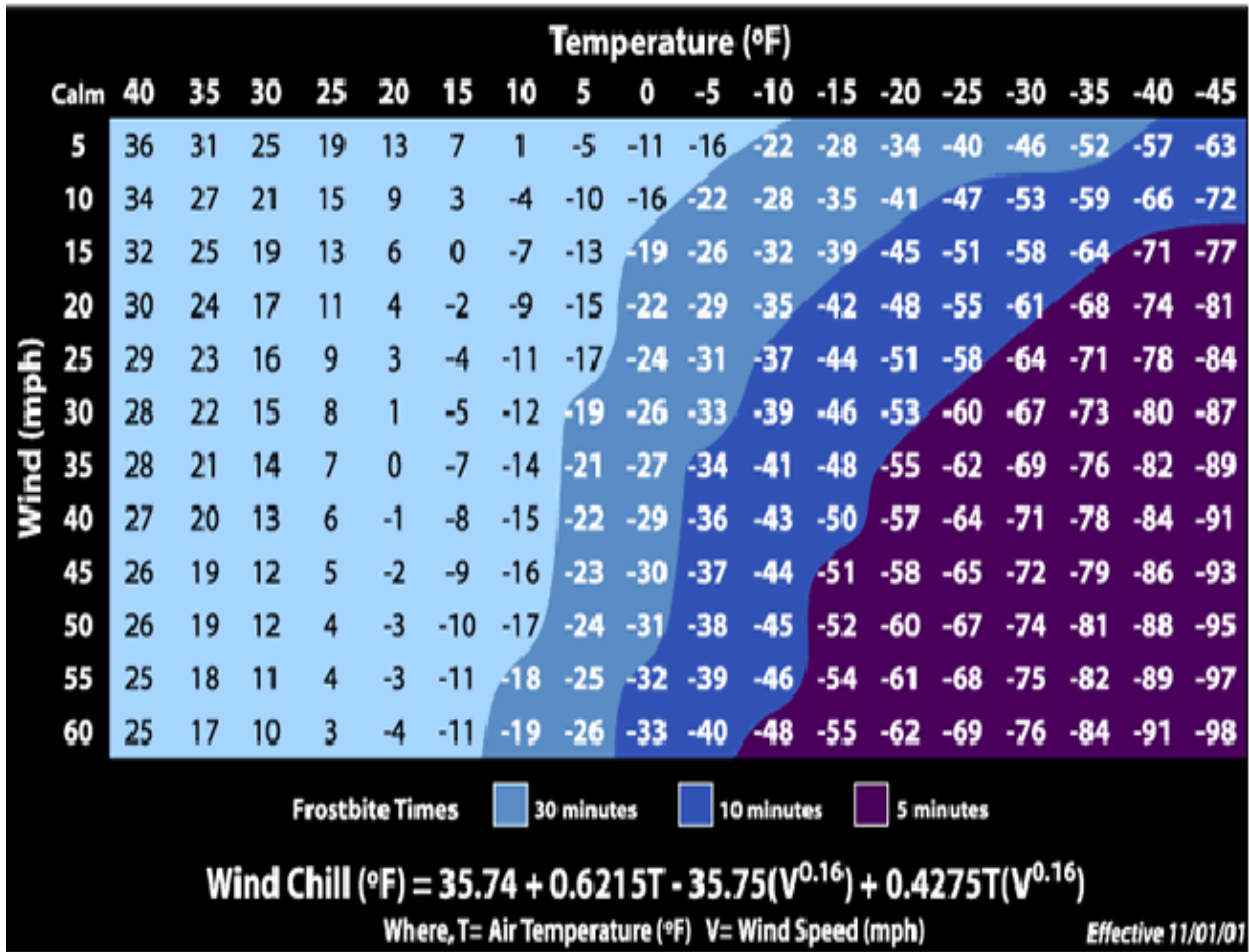 Temperature (ºF)
Calm 40 35 30 25 20 15 10 5 0 -5 -10 -15 -20 -25 -30 -35 -40 -45
Wind (mph)
5 36 31 25 19 13 7 1 -5 -11 -16 -22 -28 -34 -40 -46 -52 -57 -63
10 34 27 21 15 9 3 -4 -10 -16 -22 -28 -35 -41 -47 -53 -59 -66 -72
15 32 25 19 13 6 0 -7 -13 -19 -26 -32 -39 -45 -51 -58 -64 -71 -77
20 30 24 17 11 4 -2 -9 -15 -22 -29 -35 -42 -48 -55 -61 -68 -74 -81
25 29 23 16 9 3 -4 -11 -17 -24 -31 -37 -44 -51 -58 -64 -71 -78 -84
30 28 22 15 8 1 -5 -12 -19 -26 -33 -39 -46 -53 -60 -67 -73 -80 -87
35 28 21 14 7 0 -7 -14 -21 -27 -34 -41 -48 -55 -62 -69 -76 -82 -89
40 27 20 13 6 -1 -8 -15 -22 -29 -36 -43 -50 -57 -64 -71 -78 -84 -91
45 26 19 12 5 -2 -9 -16 -23 -30 -37 -44 -51 -58 -65 -72 -79 -86 -93
50 26 19 12 4 -3 -10 -17 -24 -31 -38 -45 -52 -60 -67 -74 -81 -88 -95
55 25 18 11 4 -3 -11 -18 -25 -32 -39 -46 -54 -61 -68 -75 -82 -89 -97
60 25 17 10 3 -4 -11 -19 -26 -33 -40 -48 -55 -62 -69 -76 -84 -91 -98
Frostbite Times 30 minutes 10 minutes 5 minutes
Wind Chill (ºF) = 35.74 + 0.6215T - 35.75(V^0.16) + 0.4275T(V^0.16)
Where, T= Air Temperature (ºF) V= Wind Speed (mph) Effective 11/01/01